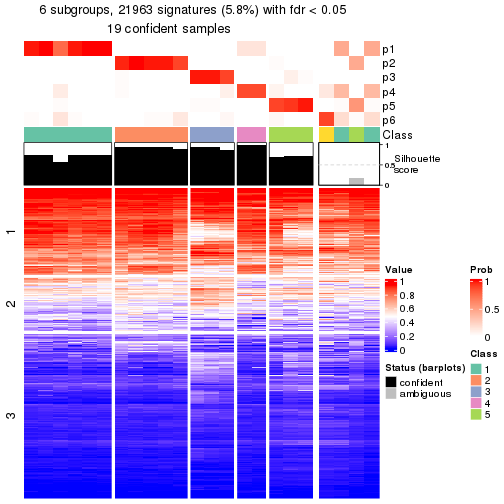 6 subgroups, 21963 signatures (5.8%) with fdr < 0.05
19 confident samples
p1
p2
p3
p4
p5
p6
Class
1
0.5
0
Silhouette
score
1
2
3
Value
1
0.8
0.6
0.4
0.2
0
Status (barplots)
confident
ambiguous
Prob
1
0.5
0
Class
1
2
3
4
5